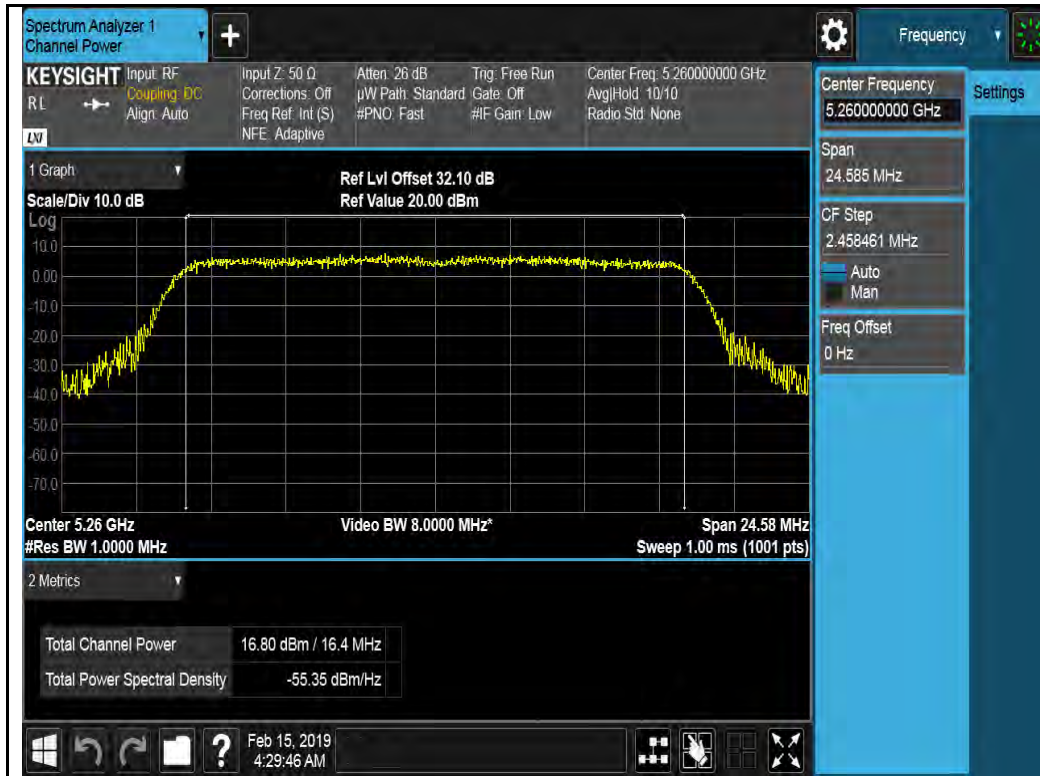 Spectrum Analyzer 1
Channel Power
+
Frequency
KEYSIGHT
RL
LXI
Input: RF
Coupling: DC
Align: Auto
Input Z: 50 Ω
Corrections: Off
Freq Ref: Int (S)
NFE: Adaptive
Atten: 26 dB
µW Path: Standard
#PNO: Fast
Trig: Free Run
Gate: Off
#IF Gain: Low
Center Freq: 5.260000000 GHz
Avg|Hold: 10/10
Radio Std: None
Center Frequency
5.260000000 GHz
Settings
Span
24.585 MHz
CF Step
2.458461 MHz
Auto
Man
Freq Offset
0 Hz
1 Graph
Scale/Div 10.0 dB
Ref Lvl Offset 32.10 dB
Ref Value 20.00 dBm
Log
10.0
0.00
-10.0
-20.0
-30.0
-40.0
-50.0
-60.0
-70.0
Center 5.26 GHz
#Res BW 1.0000 MHz
Video BW 8.0000 MHz*
Span 24.58 MHz
Sweep 1.00 ms (1001 pts)
2 Metrics
Total Channel Power 16.80 dBm / 16.4 MHz
Total Power Spectral Density -55.35 dBm/Hz
?
Feb 15, 2019
4:29:46 AM